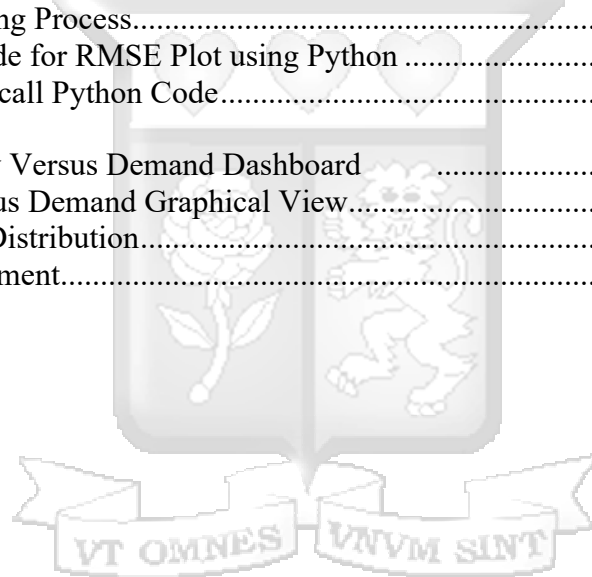 ng Process..........................................................
de for RMSE Plot using Python ........................
call Python Code...............................................
Versus Demand Dashboard ....................
us Demand Graphical View...............................
Distribution.........................................................
ment...................................................................
VT OMNES VNVM SINT